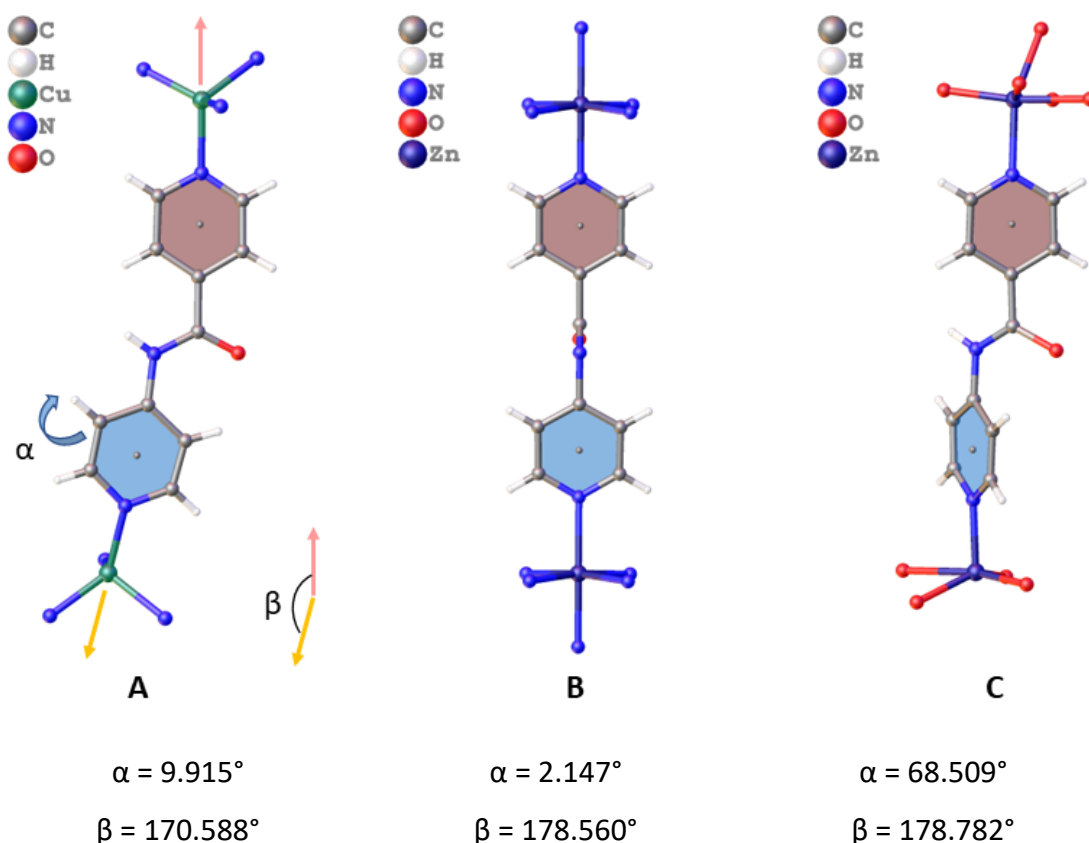 C
H
Cu
N
O
α
β
A
α = 9.915°
β = 170.588°
C
H
N
O
Zn
B
α = 2.147°
β = 178.560°
C
H
N
O
Zn
C
α = 68.509°
β = 178.782°